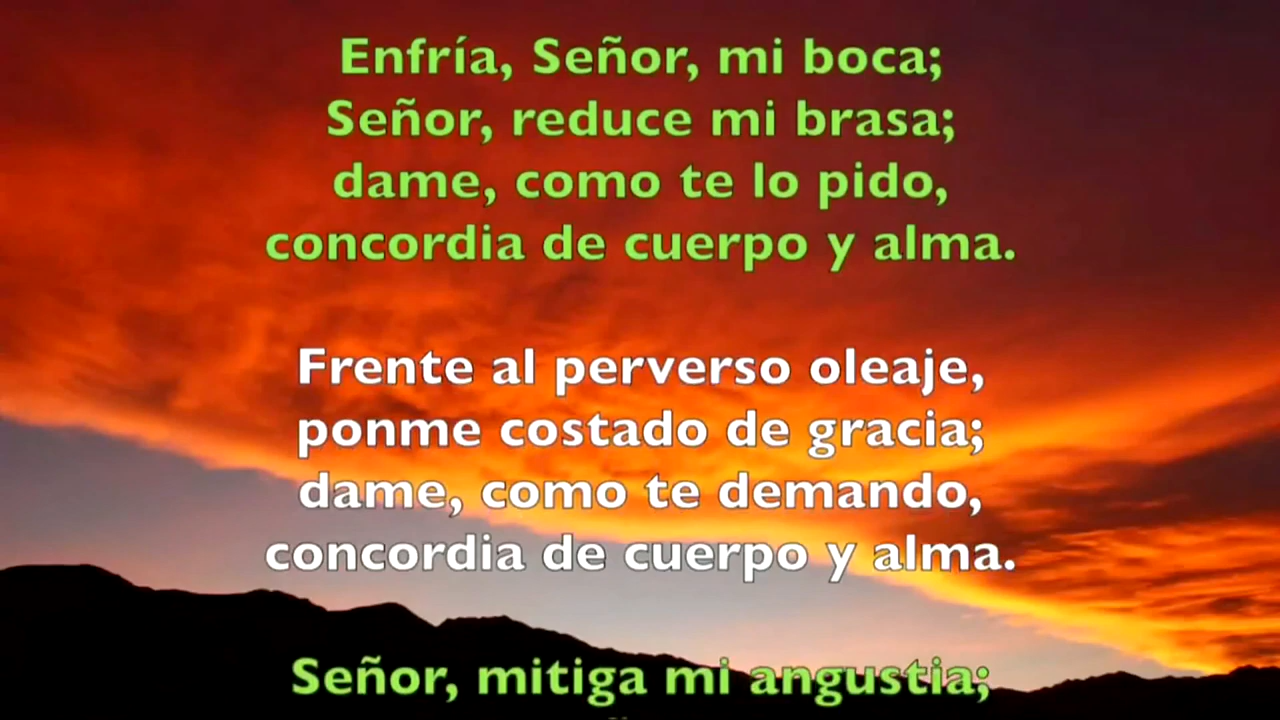 Enfría, Señor, mi boca;
Señor, reduce mi brasa;
dame, como te lo pido,
concordia de cuerpo y alma.
Frente al perverso oleaje,
ponme costado de gracia;
dame, como te demando,
concordia de cuerpo y alma.
Señor, mitiga mi angustia;